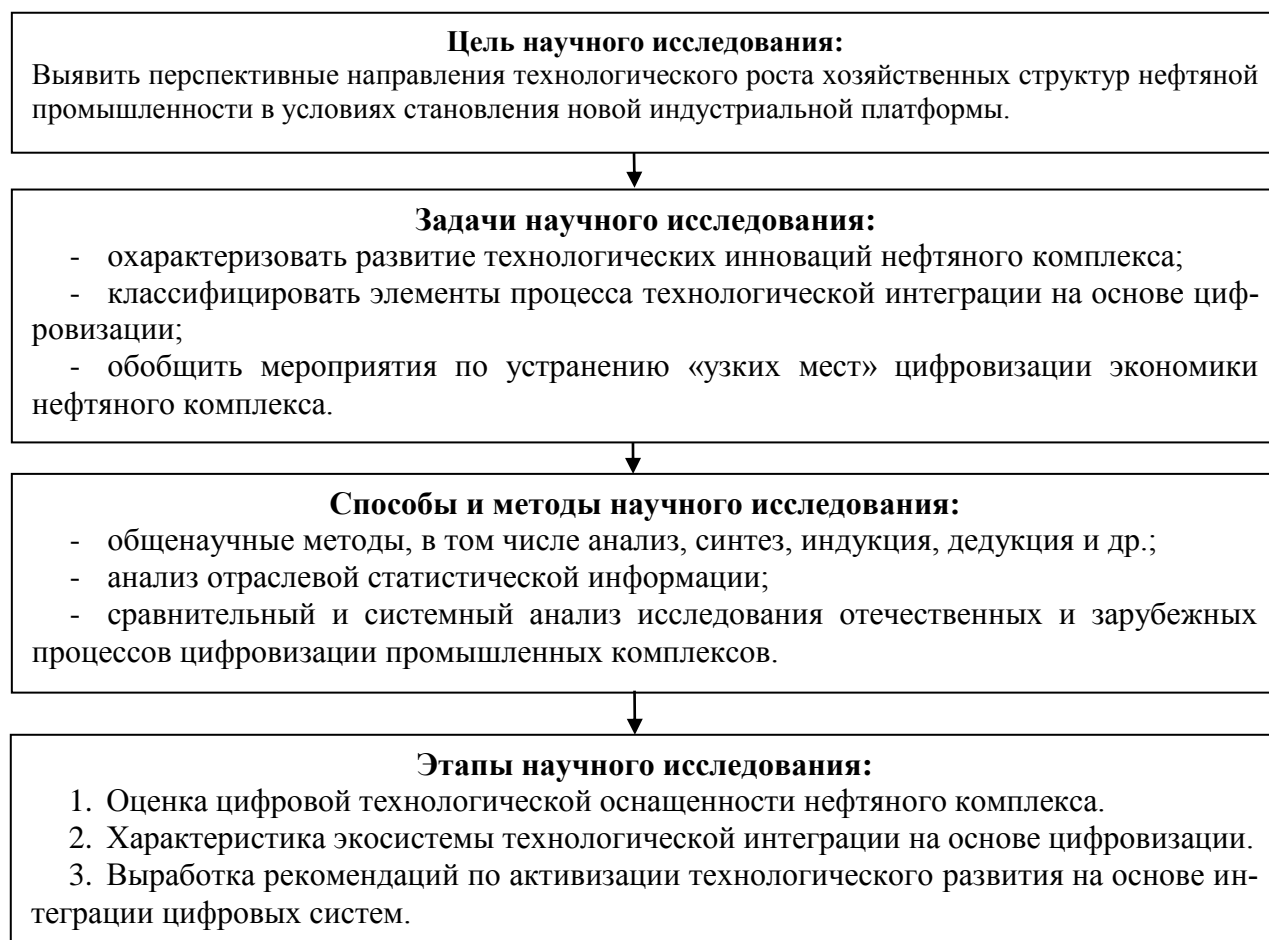 Цель научного исследования:
Выявить перспективные направления технологического роста хозяйственных структур нефтяной
промышленности в условиях становления новой индустриальной платформы.
Задачи научного исследования:
- охарактеризовать развитие технологических инноваций нефтяного комплекса;
- классифицировать элементы процесса технологической интеграции на основе циф-
ровизации;
- обобщить мероприятия по устранению «узких мест» цифровизации экономики
нефтяного комплекса.
Способы и методы научного исследования:
- общенаучные методы, в том числе анализ, синтез, индукция, дедукция и др.;
- анализ отраслевой статистической информации;
- сравнительный и системный анализ исследования отечественных и зарубежных
процессов цифровизации промышленных комплексов.
Этапы научного исследования:
1. Оценка цифровой технологической оснащенности нефтяного комплекса.
2. Характеристика экосистемы технологической интеграции на основе цифровизации.
3. Выработка рекомендаций по активизации технологического развития на основе ин-
теграции цифровых систем.